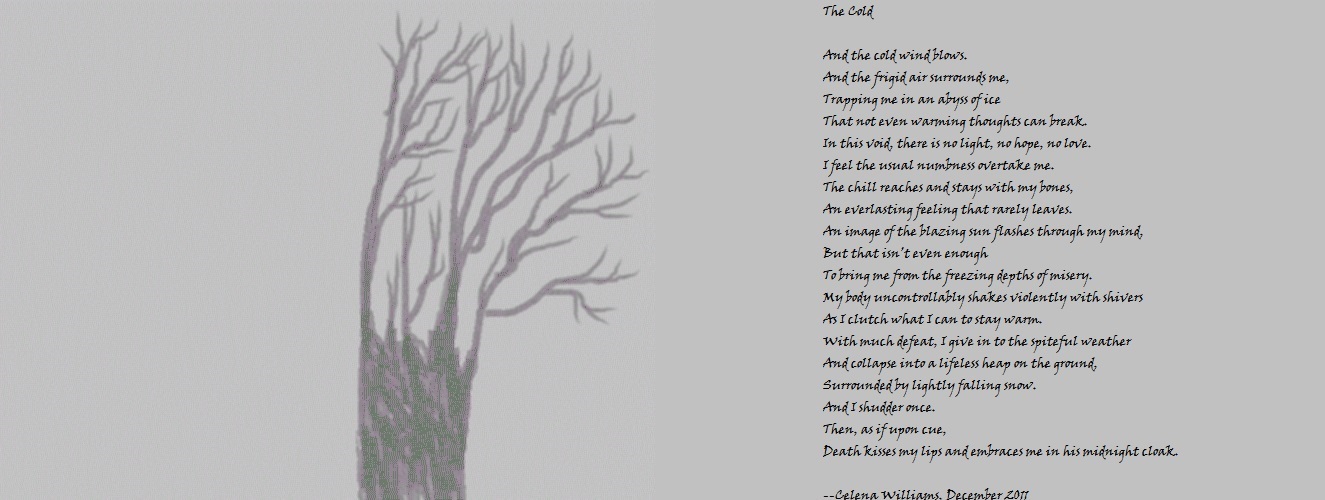 The Cold
And the cold wind blows.
And the frigid air surrounds me,
Trapping me in an abyss of ice
That not even warming thoughts can break.
In this void, there is no light, no hope, no love.
I feel the usual numbness overtake me.
The chill reaches and stays with my bones,
An everlasting feeling that rarely leaves.
An image of the blazing sun flashes through my mind,
But that isn't even enough
To bring me from the freezing depths of misery.
My body uncontrollably shakes violently with shivers
As I clutch what I can to stay warm.
With much defeat, I give in to the spiteful weather
And collapse into a lifeless heap on the ground,
Surrounded by lightly falling snow.
And I shudder once.
Then, as if upon cue,
Death kisses my lips and embraces me in his midnight cloak.
--Celena Williams, December 2011